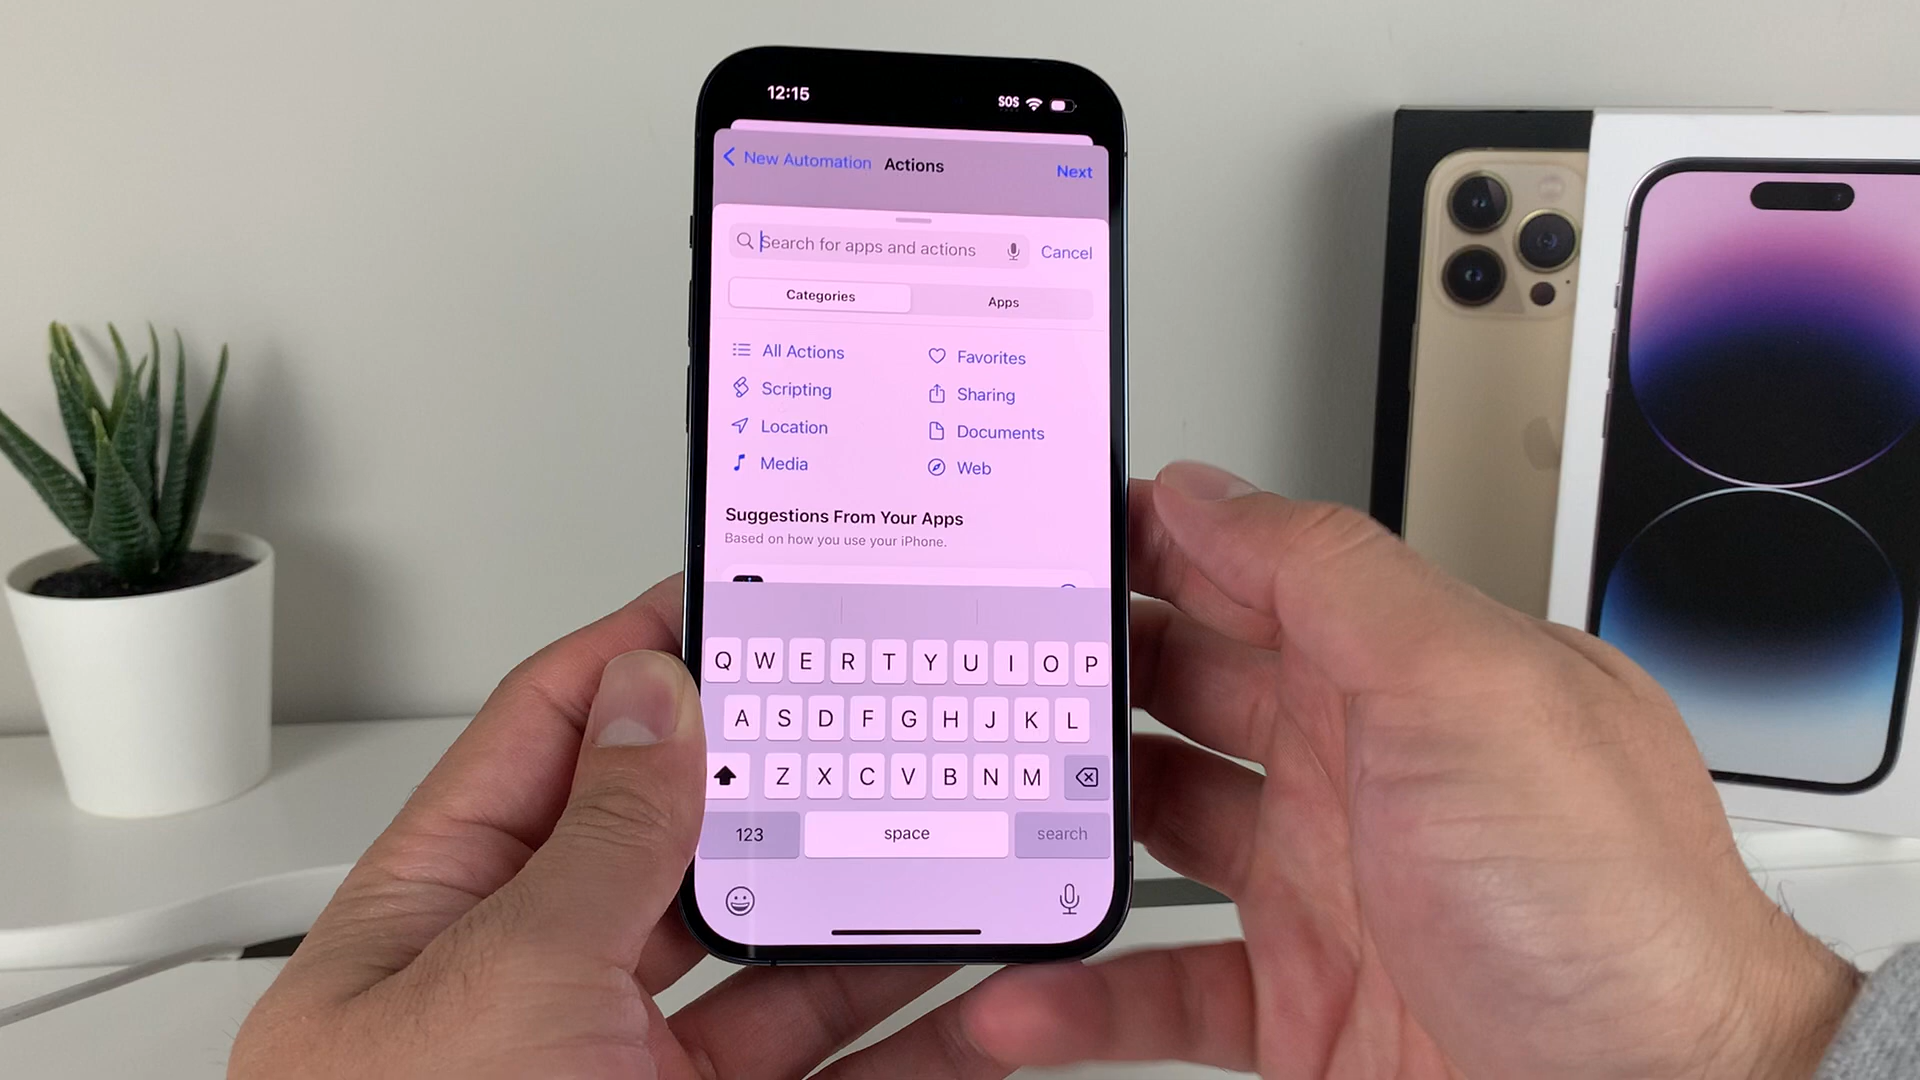 12:15
SOS
New Automation Actions Next
Search for apps and actions Cancel
Categories Apps
All Actions Favorites
Scripting Sharing
Location Documents
Media Web
Suggestions From Your Apps
Based on how you use your iPhone.
Q W E R T Y U I O P
A S D F G H J K L
Z X C V B N M
123 space search